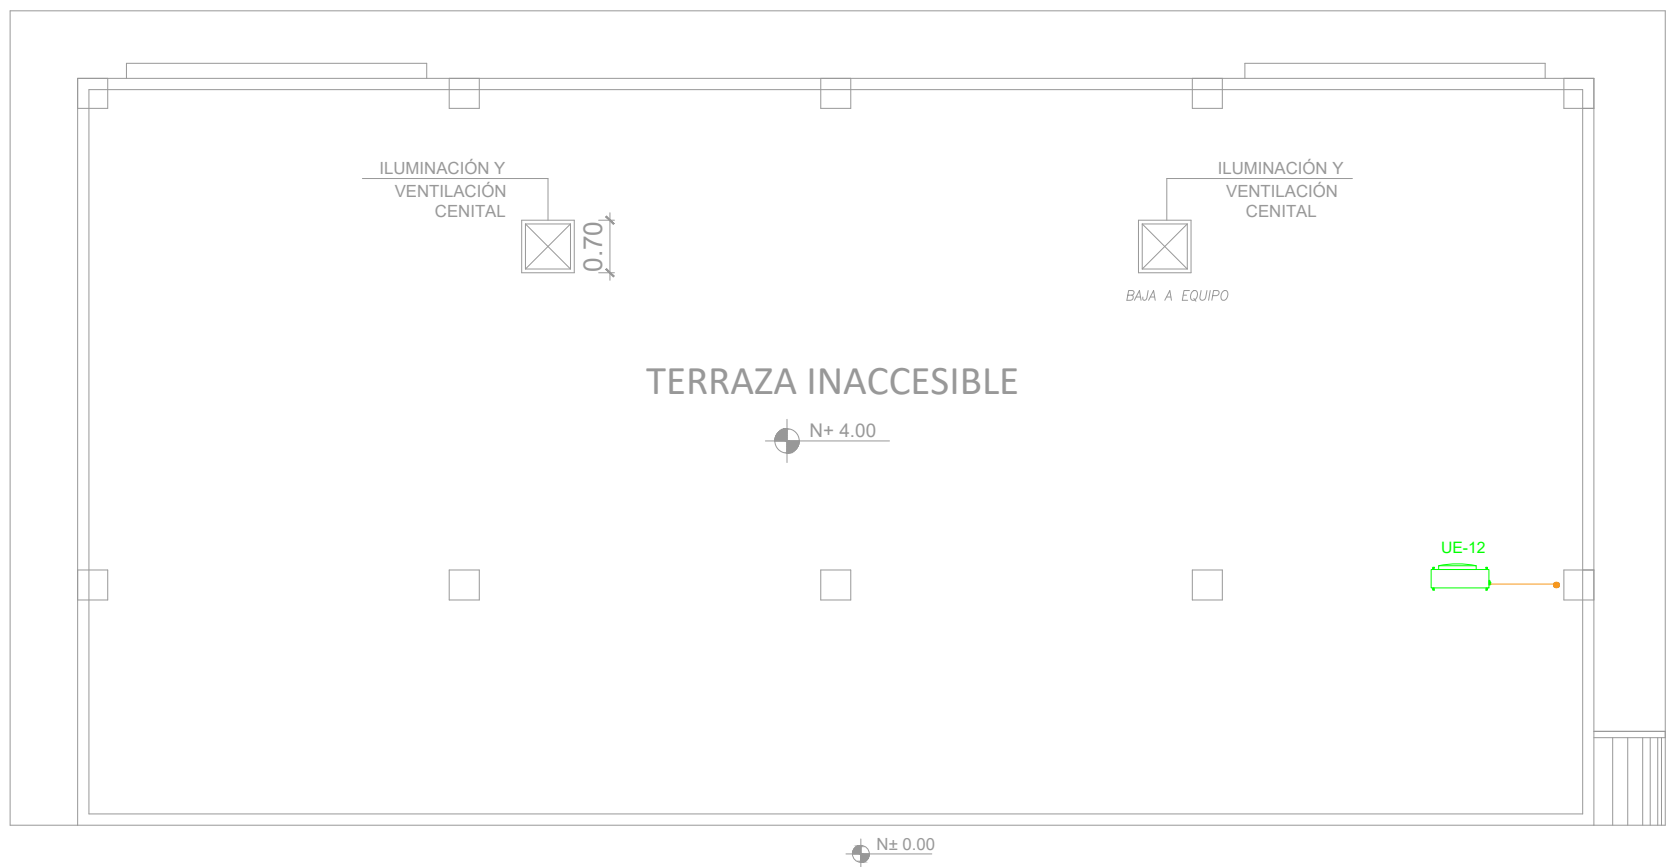 ILUMINACIÓN Y
VENTILACIÓN
CENITAL
0.70
ILUMINACIÓN Y
VENTILACIÓN
CENITAL
BAJA A EQUIPO
TERRAZA INACCESIBLE
N+ 4.00
UE-12
N± 0.00